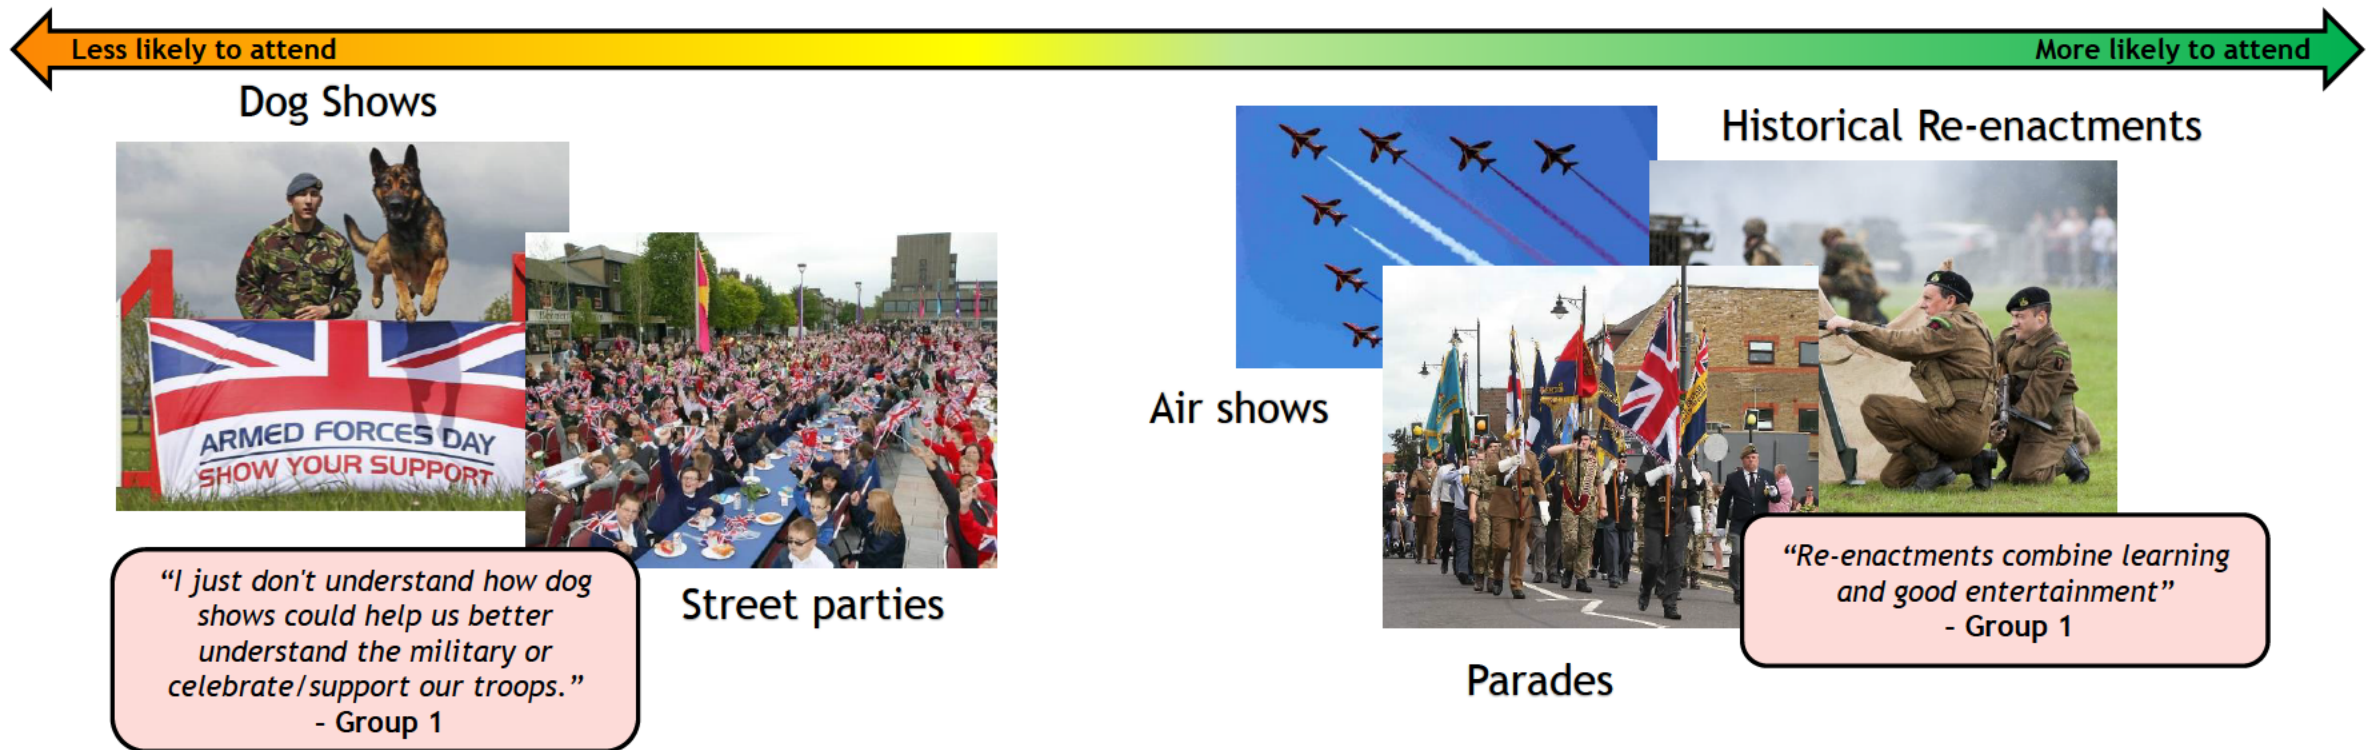 Less likely to attend
More likely to attend
Dog Shows
Historical Re-enactments
ARMED FORCES DAY
SHOW YOUR SUPPORT
Air shows
“I just don't understand how dog
shows could help us better
understand the military or
celebrate/support our troops.”
– Group 1
Street parties
“Re-enactments combine learning
and good entertainment”
– Group 1
Parades